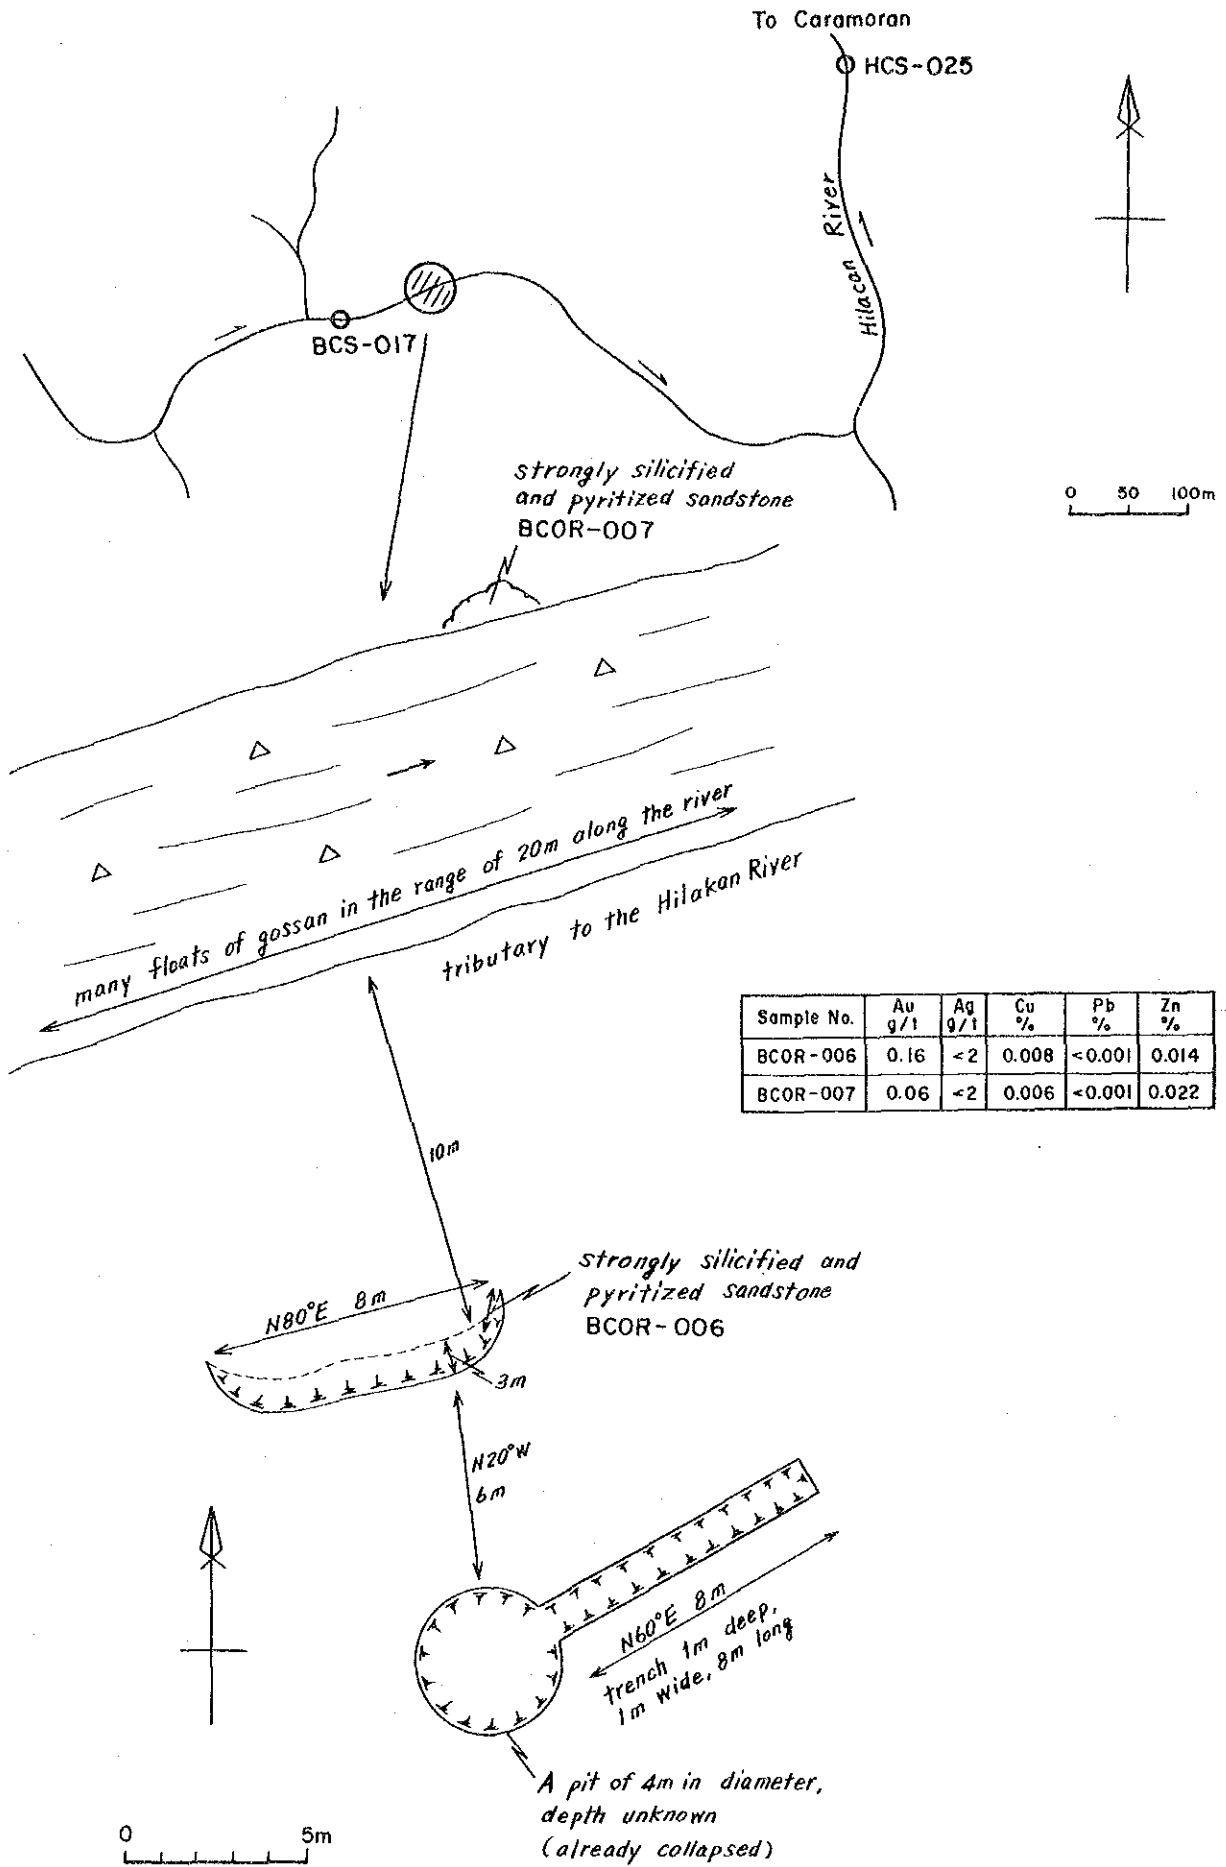 To Caramoran
HCS-025
Hilacan River
BCS-017
0 50 100m
strongly silicified
and pyritized sandstone
BCOR-007
many floats of gossan in the range of 20m along the river
tributary to the Hilakan River
Sample No. Au g/t Ag g/t Cu % Pb % Zn %
BCOR-006 0.16 <2 0.008 <0.001 0.014
BCOR-007 0.06 <2 0.006 <0.001 0.022
10m
strongly silicified and
pyritized sandstone
BCOR-006
N80°E 8m
3m
N20°W
6m
N60°E 8m
trench 1m deep,
1m wide, 8m long
A pit of 4m in diameter,
depth unknown
(already collapsed)
0 5m